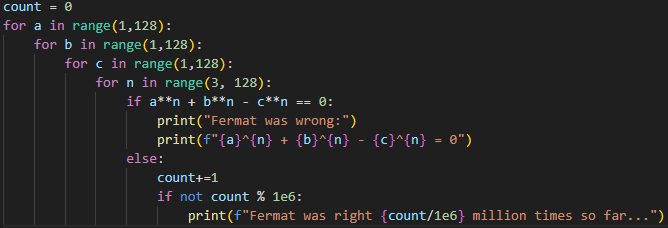 count = 0
for a in range(1,128):
    for b in range(1,128):
        for c in range(1,128):
            for n in range(3, 128):
                if a**n + b**n - c**n == 0:
                    print("Fermat was wrong:")
                    print(f"{a}^{n} + {b}^{n} - {c}^{n} = 0")
                else:
                    count+=1
                    if not count % 1e6:
                        print(f"Fermat was right {count/1e6} million times so far...")